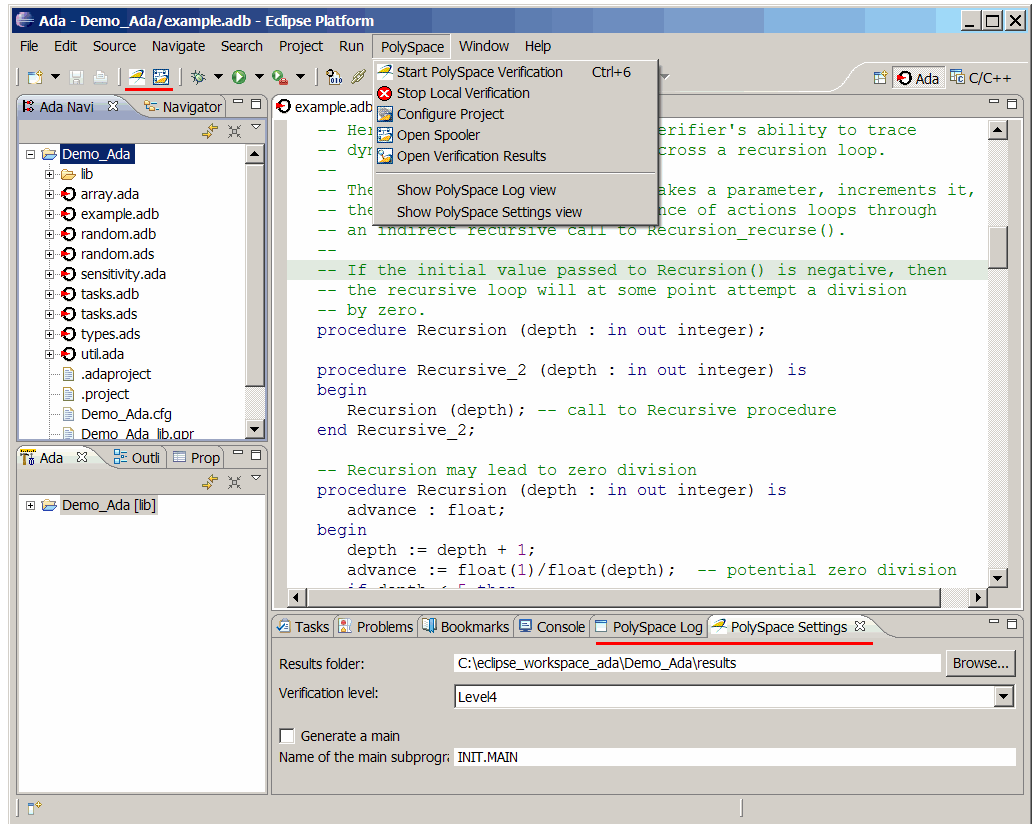 Ada - Demo_Ada/example.adb - Eclipse Platform
File Edit Source Navigate Search Project Run PolySpace Window Help
Ada C/C++
Start PolySpace Verification Ctrl+6
Stop Local Verification
Configure Project
Open Spooler
Open Verification Results
Show PolySpace Log view
Show PolySpace Settings view
Ada Navi Navigator
Demo_Ada
lib
array.ada
example.adb
random.adb
random.ads
sensitivity.ada
tasks.adb
tasks.ads
types.ads
util.ada
.adaproject
.project
Demo_Ada.cfg
Demo_Ada_lib.gpr
Ada Outli Prop
Demo_Ada [lib]
example.adb
-- Her erifier's ability to trace
-- dyn cross a recursion loop.
--
-- The akes a parameter, increments it,
-- the nce of actions loops through
-- an indirect recursive call to Recursion_recurse().
--
-- If the initial value passed to Recursion() is negative, then
-- the recursive loop will at some point attempt a division
-- by zero.
procedure Recursion (depth : in out integer);
procedure Recursive_2 (depth : in out integer) is
begin
Recursion (depth); -- call to Recursive procedure
end Recursive_2;
-- Recursion may lead to zero division
procedure Recursion (depth : in out integer) is
advance : float;
begin
depth := depth + 1;
advance := float(1)/float(depth); -- potential zero division
if depth < 5 then
Tasks Problems Bookmarks Console PolySpace Log PolySpace Settings
Results folder: C:\eclipse_workspace_ada\Demo_Ada\results Browse...
Verification level: Level4
Generate a main
Name of the main subprogra INIT.MAIN